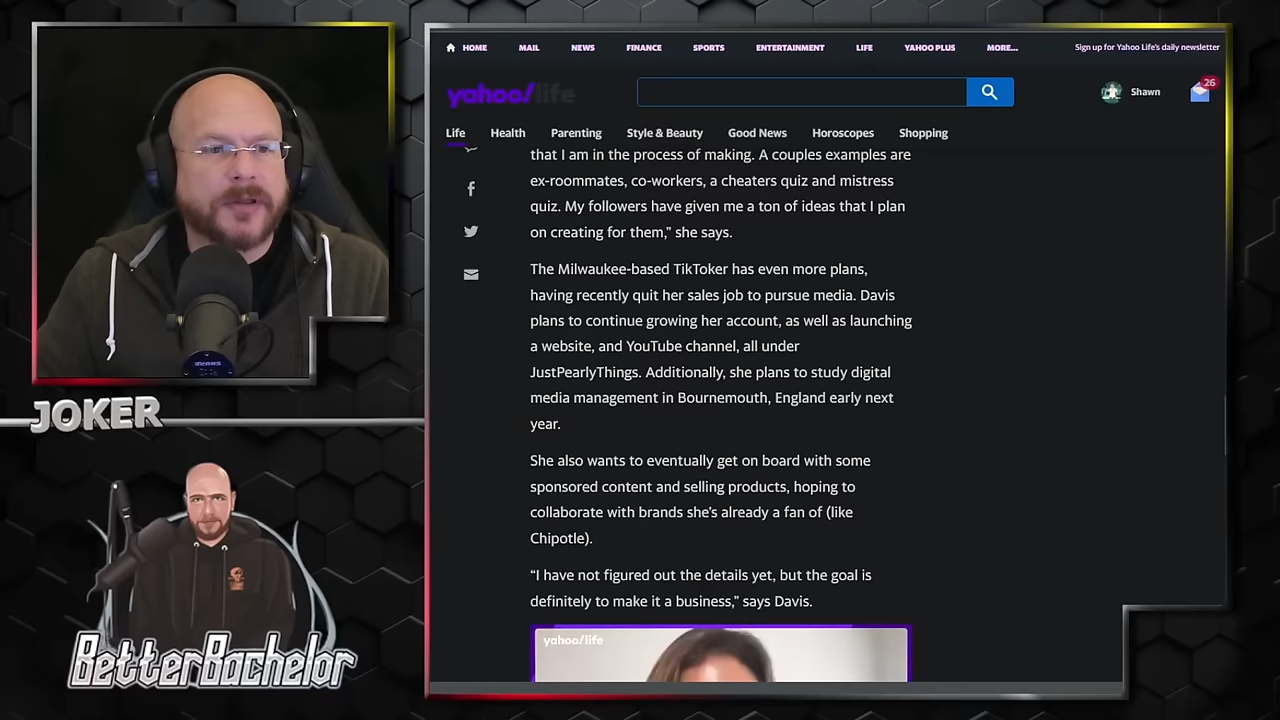 HOME MAIL NEWS FINANCE SPORTS ENTERTAINMENT LIFE YAHOO PLUS MORE... Sign up for Yahoo Life's daily newsletter
yahoo!life
Shawn
26
Life Health Parenting Style & Beauty Good News Horoscopes Shopping
that I am in the process of making. A couples examples are
ex-roommates, co-workers, a cheaters quiz and mistress
quiz. My followers have given me a ton of ideas that I plan
on creating for them,” she says.
The Milwaukee-based TikToker has even more plans,
having recently quit her sales job to pursue media. Davis
plans to continue growing her account, as well as launching
a website, and YouTube channel, all under
JustPearlyThings. Additionally, she plans to study digital
media management in Bournemouth, England early next
year.
She also wants to eventually get on board with some
sponsored content and selling products, hoping to
collaborate with brands she's already a fan of (like
Chipotle).
“I have not figured out the details yet, but the goal is
definitely to make it a business,” says Davis.
yahoo!life
JOKER
BetterBachelor